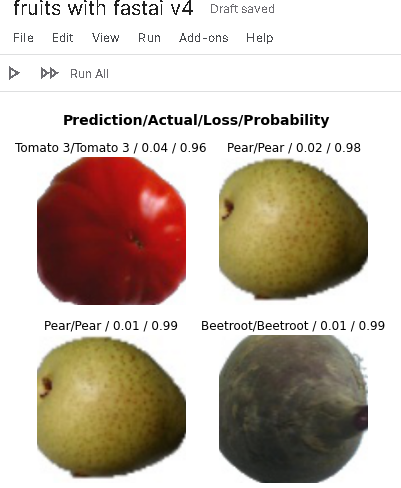 fruits with fastai v4 Draft saved
File Edit View Run Add-ons Help
Run All
Prediction/Actual/Loss/Probability
Tomato 3/Tomato 3 / 0.04 / 0.96 Pear/Pear / 0.02 / 0.98
Pear/Pear / 0.01 / 0.99 Beetroot/Beetroot / 0.01 / 0.99